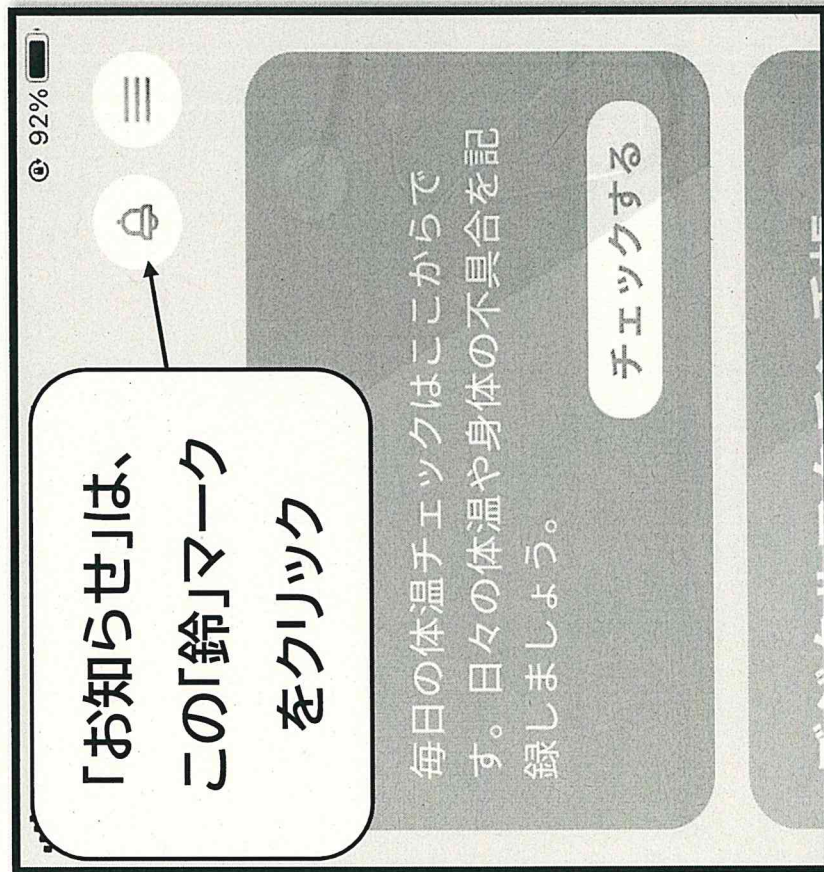 92%
「お知らせ」は、
この「鈴」マーク
をクリック
毎日の体温チェックはここからで
す。日々の体温や身体の不具合を記
録しましょう。
チェックする